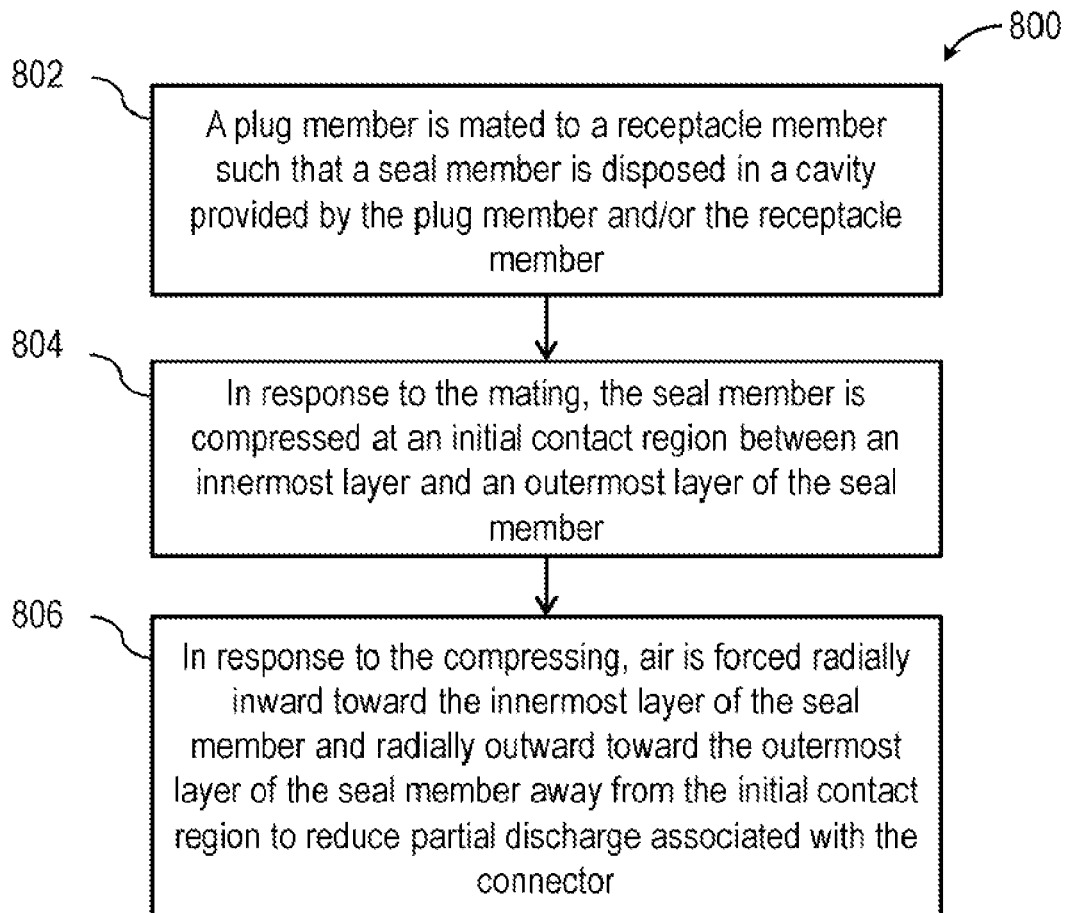 800
802
A plug member is mated to a receptacle member
such that a seal member is disposed in a cavity
provided by the plug member and/or the receptacle
member
804
In response to the mating, the seal member is
compressed at an initial contact region between an
innermost layer and an outermost layer of the seal
member
806
In response to the compressing, air is forced radially
inward toward the innermost layer of the seal
member and radially outward toward the outermost
layer of the seal member away from the initial contact
region to reduce partial discharge associated with the
connector